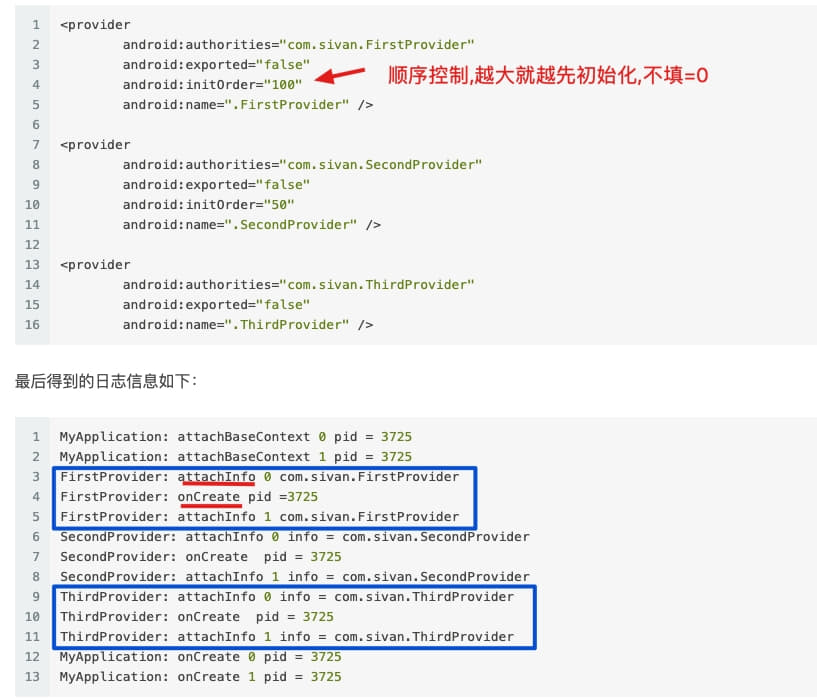 1 <provider
2 android:authorities="com.sivan.FirstProvider"
3 android:exported="false"
4 android:initOrder="100"
顺序控制,越大就越先初始化,不填=0
5 android:name=".FirstProvider" />
6
7 <provider
8 android:authorities="com.sivan.SecondProvider"
9 android:exported="false"
10 android:initOrder="50"
11 android:name=".SecondProvider" />
12
13 <provider
14 android:authorities="com.sivan.ThirdProvider"
15 android:exported="false"
16 android:name=".ThirdProvider" />
最后得到的日志信息如下：
1 MyApplication: attachBaseContext 0 pid = 3725
2 MyApplication: attachBaseContext 1 pid = 3725
3 FirstProvider: attachInfo 0 com.sivan.FirstProvider
4 FirstProvider: onCreate pid =3725
5 FirstProvider: attachInfo 1 com.sivan.FirstProvider
6 SecondProvider: attachInfo 0 info = com.sivan.SecondProvider
7 SecondProvider: onCreate  pid = 3725
8 SecondProvider: attachInfo 1 info = com.sivan.SecondProvider
9 ThirdProvider: attachInfo 0 info = com.sivan.ThirdProvider
10 ThirdProvider: onCreate  pid = 3725
11 ThirdProvider: attachInfo 1 info = com.sivan.ThirdProvider
12 MyApplication: onCreate 0 pid = 3725
13 MyApplication: onCreate 1 pid = 3725